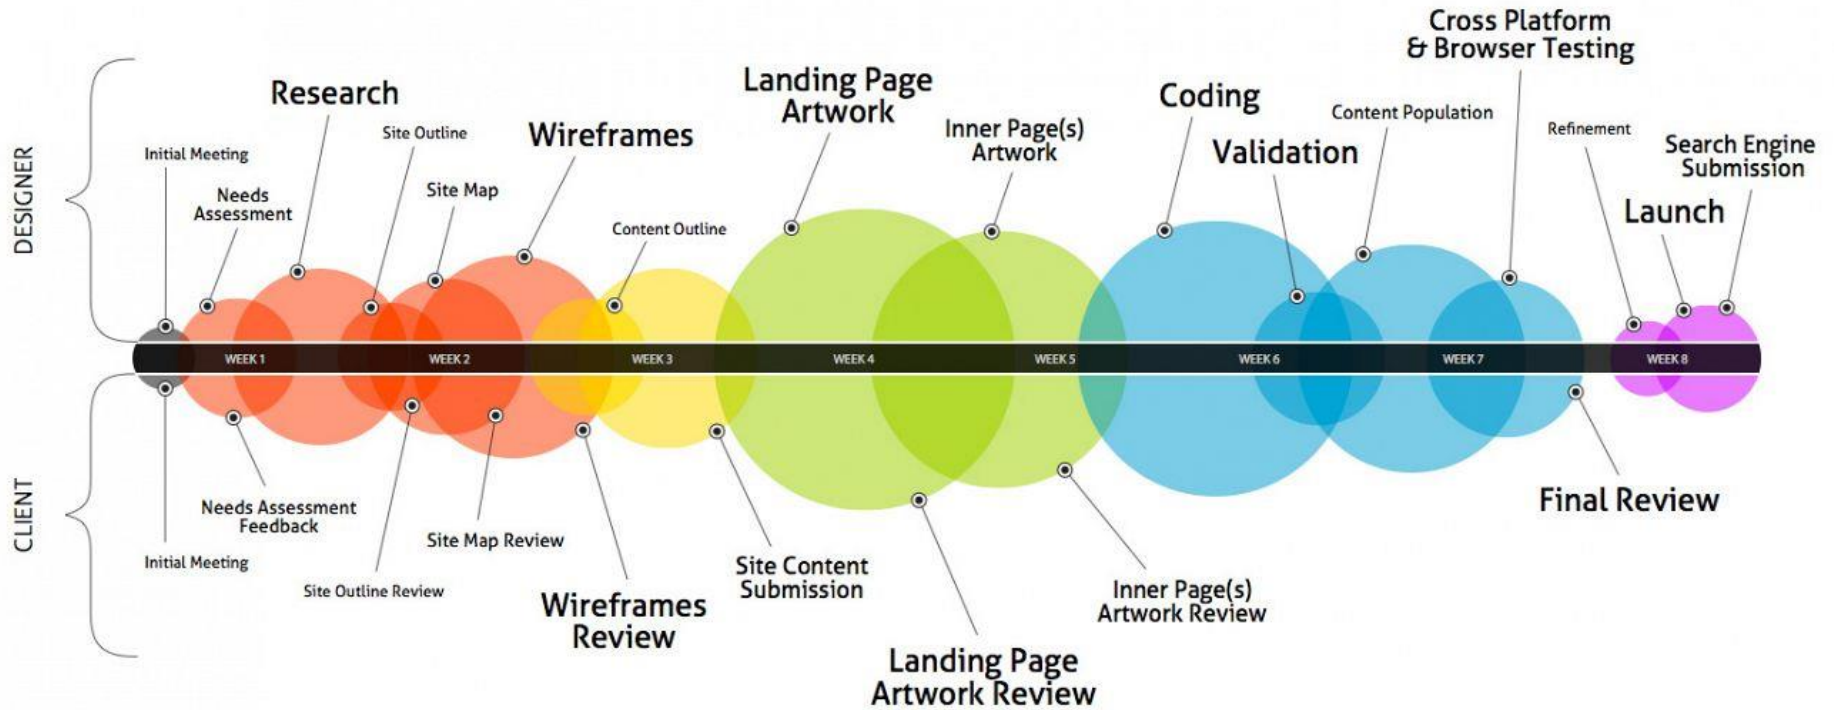 Cross Platform
& Browser Testing
Landing Page
Artwork
Research
Coding
Content Population
Site Outline
Wireframes
Inner Page(s)
Artwork
Refinement
Initial Meeting
Validation
Search Engine
Submission
Needs
Assessment
Site Map
Launch
Content Outline
DESIGNER
WEEK 1
WEEK 2
WEEK 3
WEEK 4
WEEK 5
WEEK 6
WEEK 7
WEEK 8
CLIENT
Needs Assessment
Feedback
Final Review
Site Map Review
Initial Meeting
Site Content
Submission
Site Outline Review
Inner Page(s)
Artwork Review
Wireframes
Review
Landing Page
Artwork Review